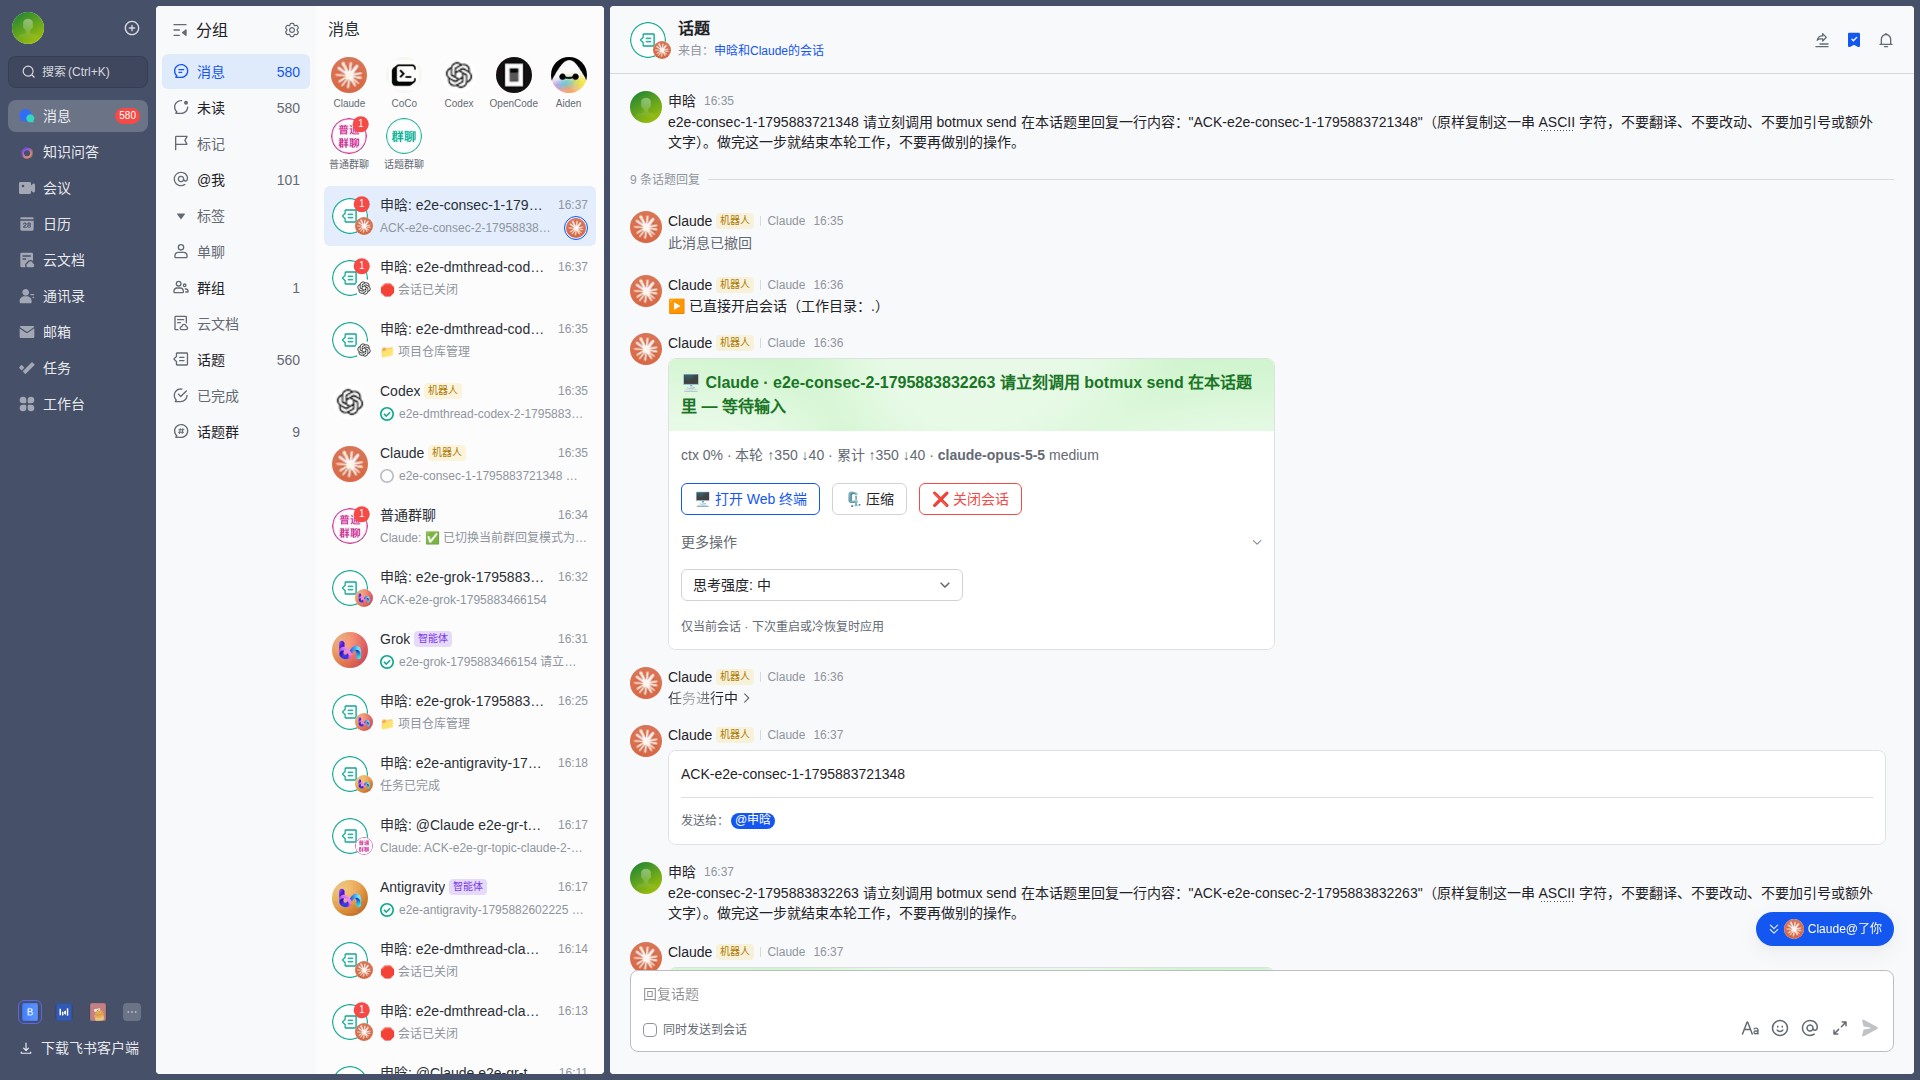 搜索 (Ctrl+K)
消息 580
知识问答
会议
日历
云文档
通讯录
邮箱
任务
工作台
下载飞书客户端
分组
消息 580
未读 580
标记
@我 101
标签
单聊
群组 1
云文档
话题 560
已完成
话题群 9
消息
Claude CoCo Codex OpenCode Aiden
普通群聊 1 群聊
普通群聊 话题群聊
1 申晗: e2e-consec-1-179… 16:37
ACK-e2e-consec-2-17958838…
1 申晗: e2e-dmthread-cod… 16:37
会话已关闭
申晗: e2e-dmthread-cod… 16:35
项目仓库管理
Codex 机器人 16:35
e2e-dmthread-codex-2-1795883…
Claude 机器人 16:35
e2e-consec-1-1795883721348 …
普通群聊 1 普通群聊 16:34
Claude: ✅ 已切换当前群回复模式为…
申晗: e2e-grok-1795883… 16:32
ACK-e2e-grok-1795883466154
Grok 智能体 16:31
e2e-grok-1795883466154 请立…
申晗: e2e-grok-1795883… 16:25
项目仓库管理
申晗: e2e-antigravity-17… 16:18
任务已完成
申晗: @Claude e2e-gr-t… 16:17
Claude: ACK-e2e-gr-topic-claude-2-…
Antigravity 智能体 16:17
e2e-antigravity-1795882602225 …
申晗: e2e-dmthread-cla… 16:14
会话已关闭
1 申晗: e2e-dmthread-cla… 16:13
会话已关闭
申晗: @Claude e2e-gr-t… 16:11
话题
来自：申晗和Claude的会话
申晗 16:35
e2e-consec-1-1795883721348 请立刻调用 botmux send 在本话题里回复一行内容："ACK-e2e-consec-1-1795883721348"（原样复制这一串 ASCII 字符，不要翻译、不要改动、不要加引号或额外
文字）。做完这一步就结束本轮工作，不要再做别的操作。
9 条话题回复
Claude 机器人 Claude 16:35
此消息已撤回
Claude 机器人 Claude 16:36
▶️ 已直接开启会话（工作目录：.）
Claude 机器人 Claude 16:36
🖥️ Claude · e2e-consec-2-1795883832263 请立刻调用 botmux send 在本话题
里 — 等待输入
ctx 0% · 本轮 ↑350 ↓40 · 累计 ↑350 ↓40 · claude-opus-5-5 medium
🖥️ 打开 Web 终端 🗜️ 压缩 ❌ 关闭会话
更多操作
思考强度: 中
仅当前会话 · 下次重启或冷恢复时应用
Claude 机器人 Claude 16:36
任务进行中
Claude 机器人 Claude 16:37
ACK-e2e-consec-1-1795883721348
发送给： @申晗
申晗 16:37
e2e-consec-2-1795883832263 请立刻调用 botmux send 在本话题里回复一行内容："ACK-e2e-consec-2-1795883832263"（原样复制这一串 ASCII 字符，不要翻译、不要改动、不要加引号或额外
文字）。做完这一步就结束本轮工作，不要再做别的操作。
Claude@了你
Claude 机器人 Claude 16:37
回复话题
同时发送到会话